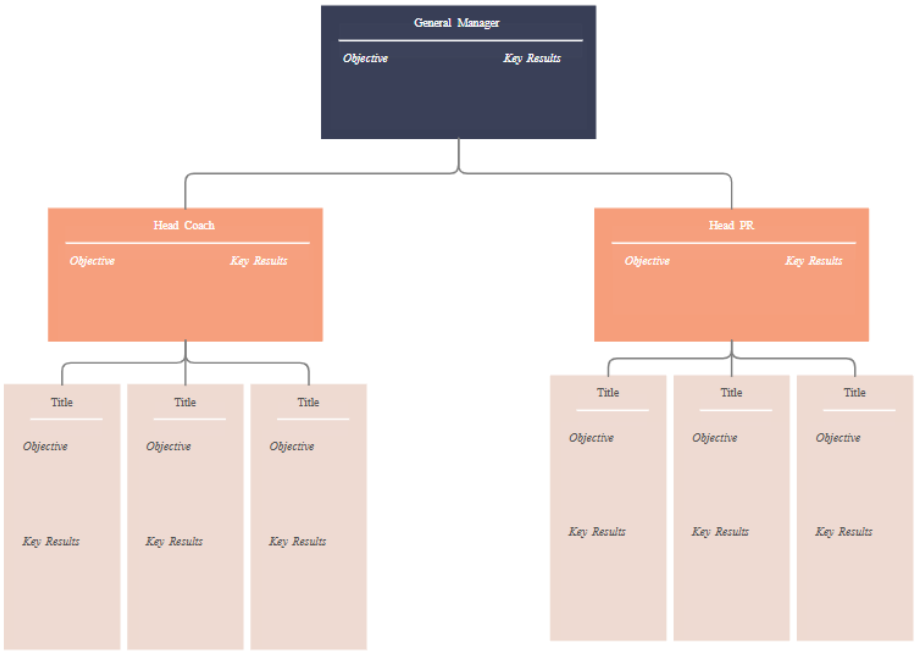 General Manager
Objective Key Results
Head Coach Head PR
Objective Key Results Objective Key Results
Title Title Title Title Title Title
Objective Objective Objective Objective Objective Objective
Key Results Key Results Key Results Key Results Key Results Key Results